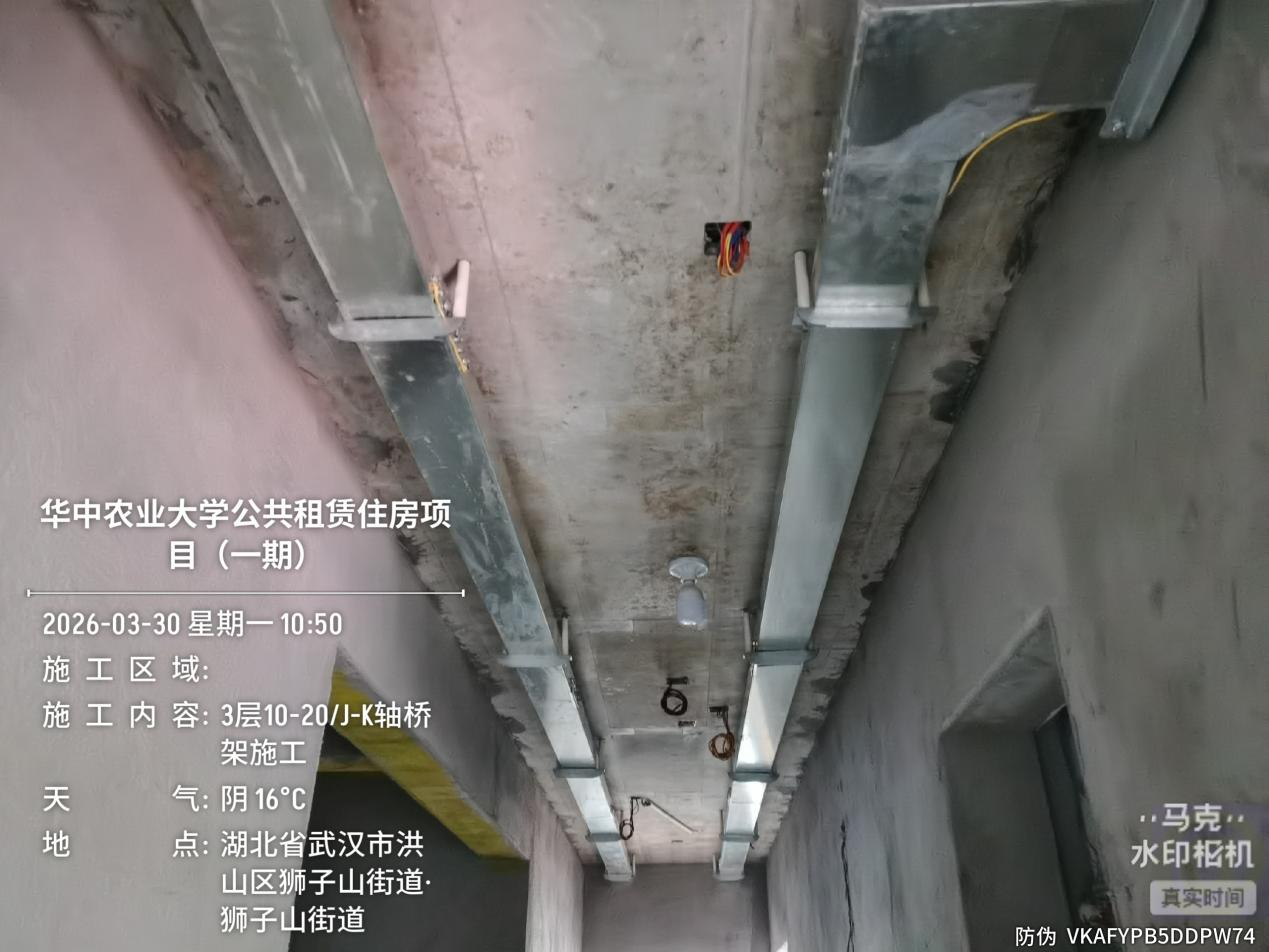 华中农业大学公共租赁住房项
目（一期）
2026-03-30 星期一 10:50
施工区域:
施工内容: 3层10-20/J-K轴桥
架施工
天气: 阴 16°C
地点: 湖北省武汉市洪
山区狮子山街道·
狮子山街道
马克
水印相机
真实时间
防伪 VKAFYPB5DDPW74